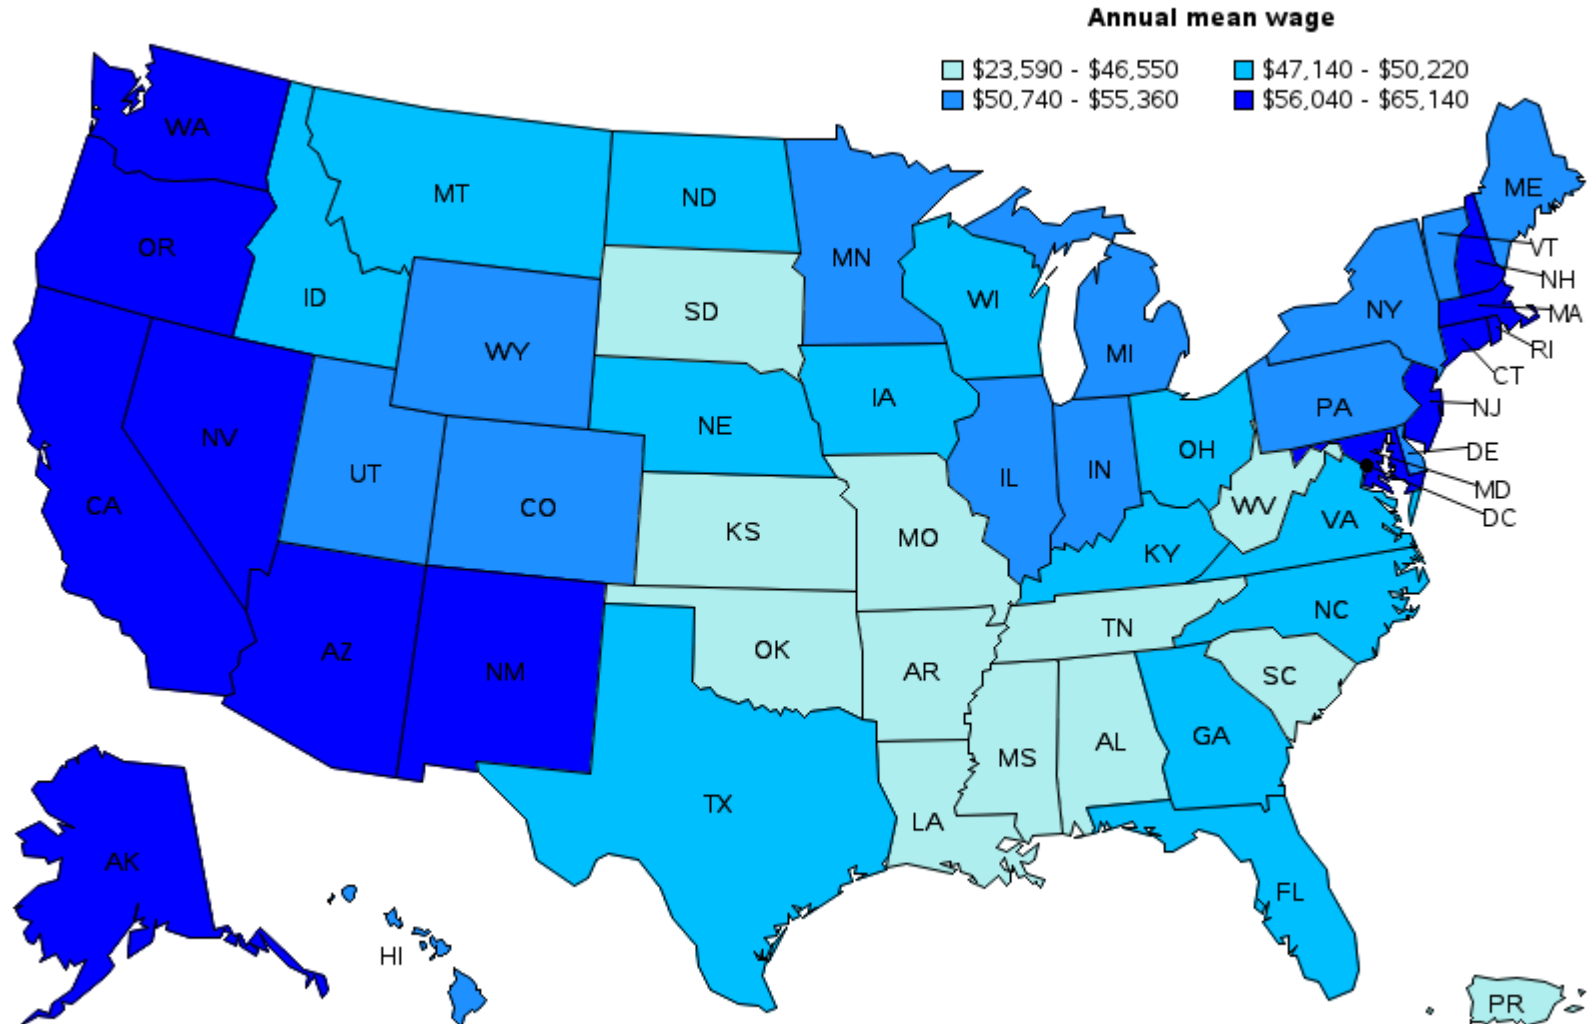 Annual mean wage
$23,590 - $46,550
$47,140 - $50,220
$50,740 - $55,360
$56,040 - $65,140
WA
MT
ND
ME
OR
MN
VT
ID
WI
NH
SD
NY
MA
WY
MI
RI
CT
IA
PA
NJ
NE
NV
OH
DE
UT
IL
IN
MD
CA
CO
WV
DC
VA
KS
MO
KY
NC
TN
AZ
OK
NM
AR
SC
GA
AL
MS
TX
LA
AK
FL
HI
PR